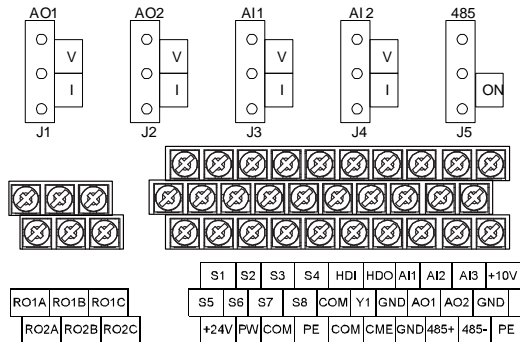 AO1 AO2 AI1 AI2 485
V V V V
I I I I ON
J1 J2 J3 J4 J5
S1 S2 S3 S4 HDI HDO AI1 AI2 AI3 +10V
RO1A RO1B RO1C S5 S6 S7 S8 COM Y1 GND AO1 AO2 GND
RO2A RO2B RO2C +24V PW COM PE COM CME GND 485+ 485- PE